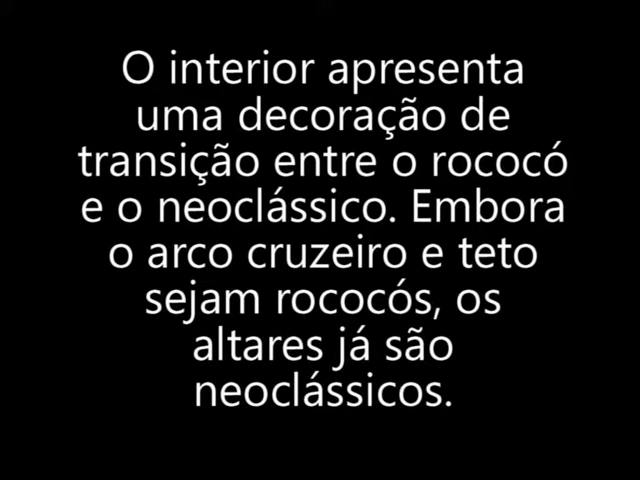 O interior apresenta
uma decoração de
transição entre o rococó
e o neoclássico. Embora
o arco cruzeiro e teto
sejam rococós, os
altares já são
neoclássicos.